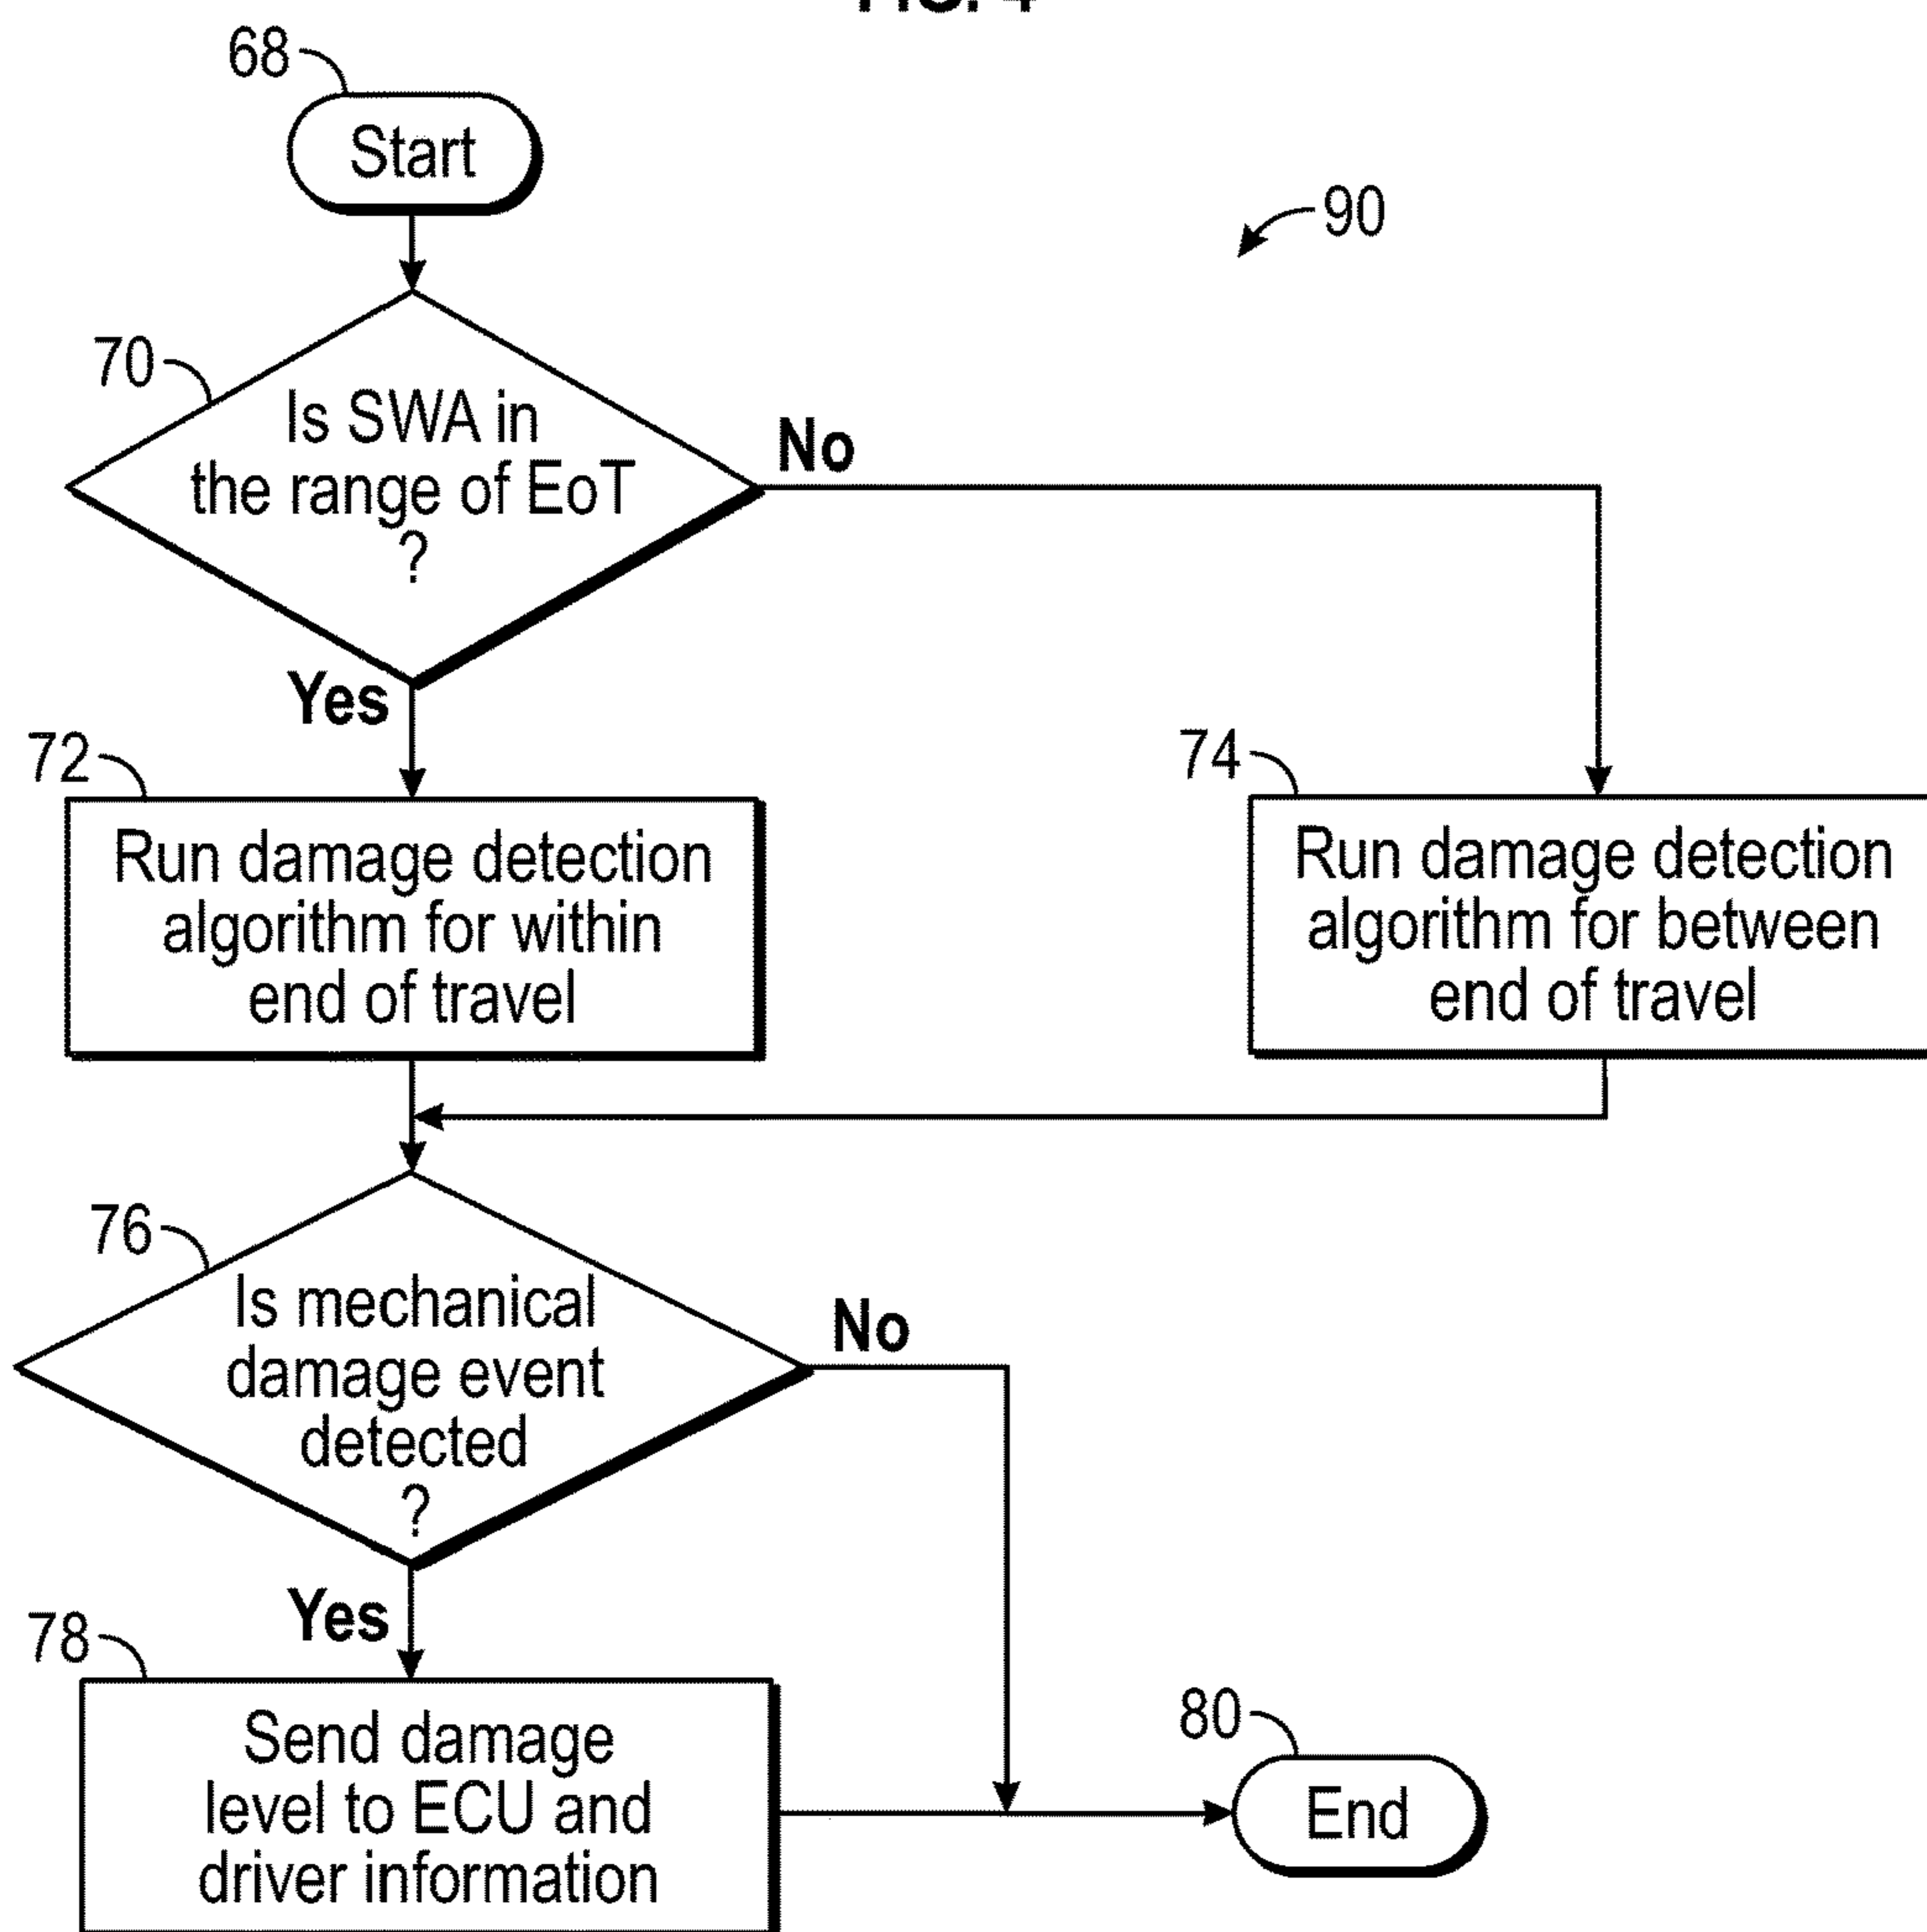 68
Start
90
70
Is SWA in
the range of EoT
?
No
Yes
72
Run damage detection
algorithm for within
end of travel
74
Run damage detection
algorithm for between
end of travel
76
Is mechanical
damage event
detected
?
No
Yes
78
Send damage
level to ECU and
driver information
80
End